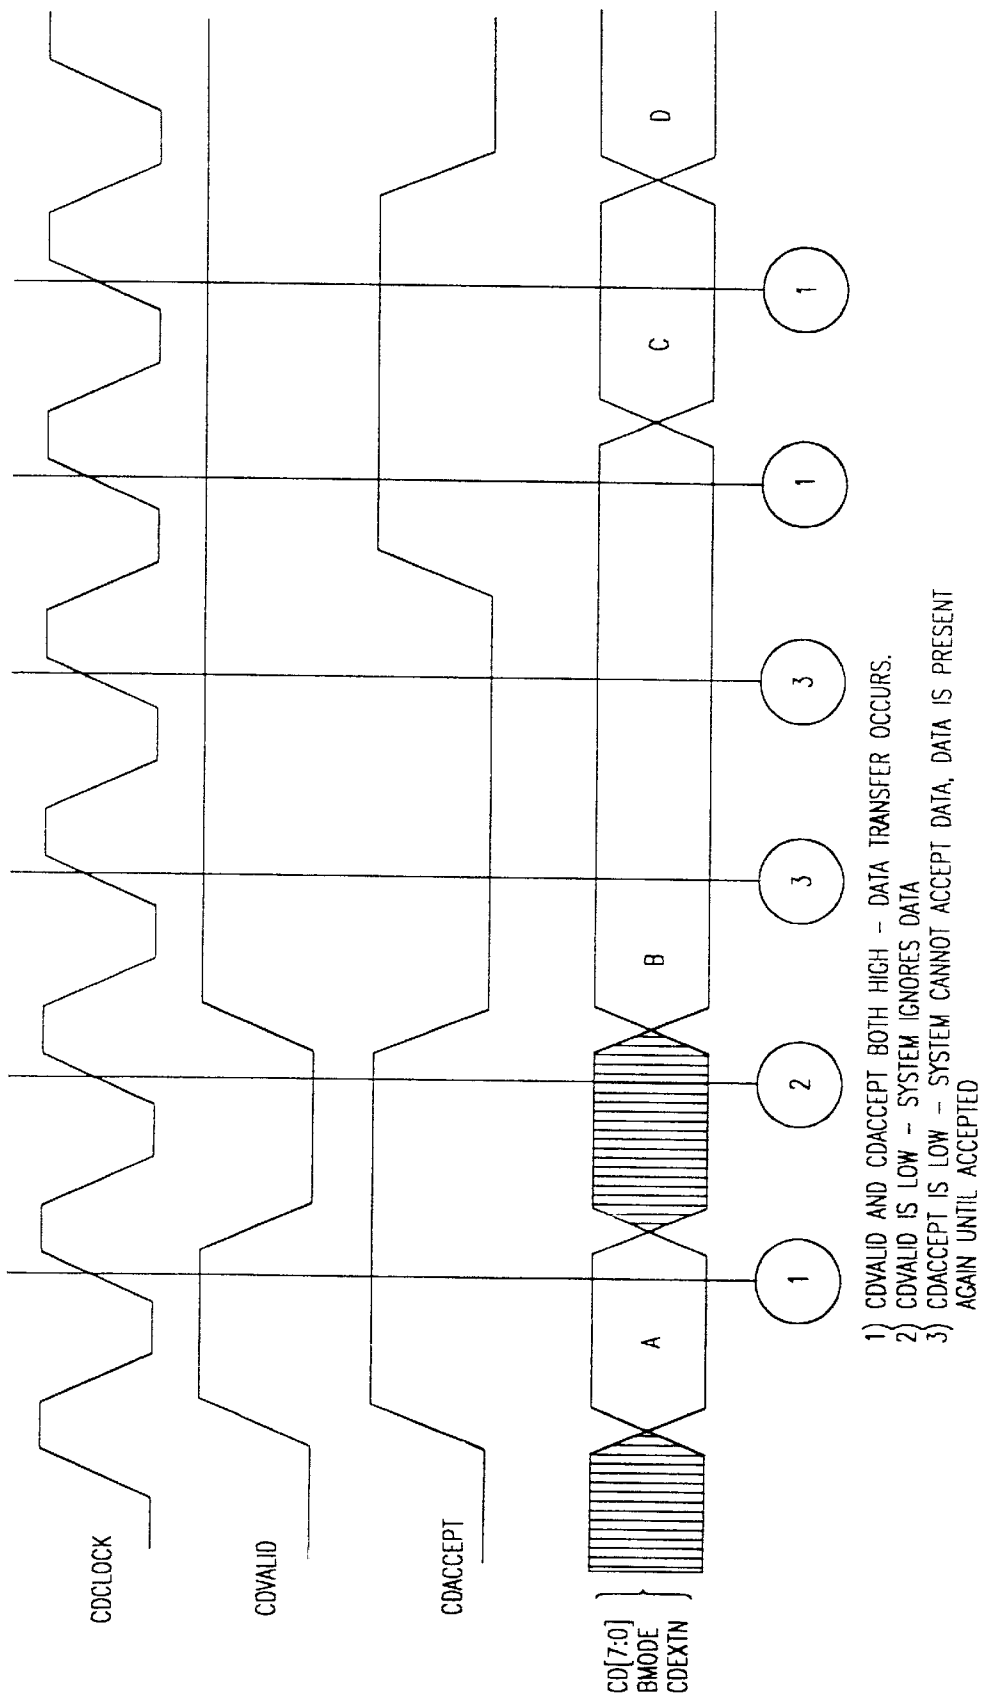 CDCLOCK
CDVALID
CDACCEPT
CD[7:0]
BMODE
CDEXTN
A
B
C
D
1
2
3
3
1
1
1) CDVALID AND CDACCEPT BOTH HIGH - DATA TRANSFER OCCURS.
2) CDVALID IS LOW - SYSTEM IGNORES DATA
3) CDACCEPT IS LOW - SYSTEM CANNOT ACCEPT DATA, DATA IS PRESENT
AGAIN UNTIL ACCEPTED